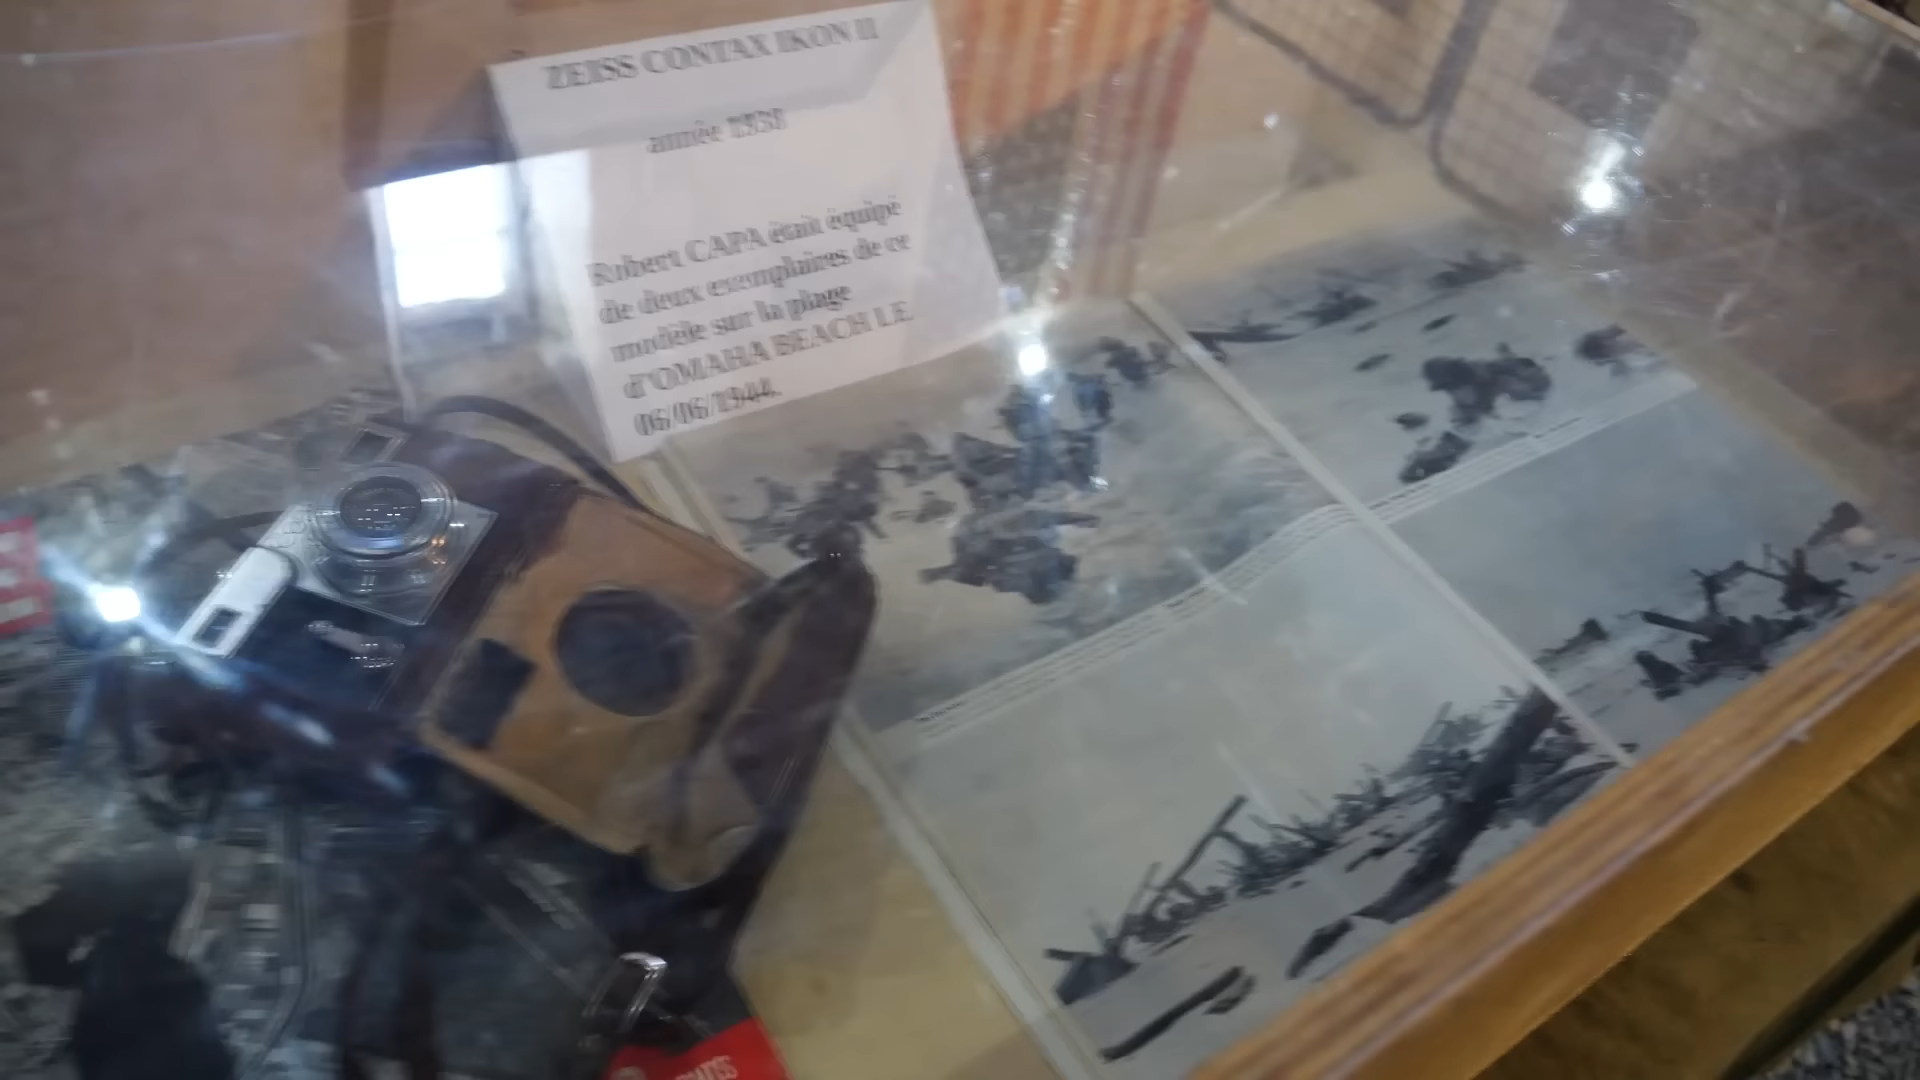 ZEISS CONTAX IKON II
année 1938
Robert CAPA était équipé
de deux exemplaires de ce
modèle sur la plage
d'OMAHA BEACH LE
06/06/1944.